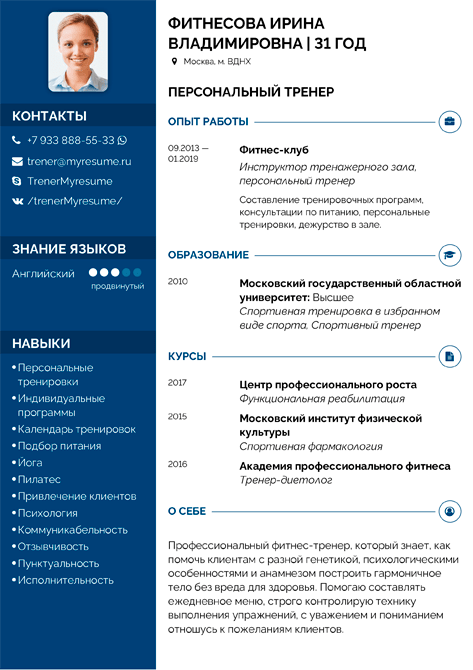 ФИТНЕСОВА ИРИНА
ВЛАДИМИРОВНА | 31 ГОД
Москва, м. ВДНХ
ПЕРСОНАЛЬНЫЙ ТРЕНЕР
КОНТАКТЫ
+7 933 888-55-33
trener@myresume.ru
TrenerMyresume
/trenerMyresume/
ЗНАНИЕ ЯЗЫКОВ
Английский
продвинутый
НАВЫКИ
• Персональные
тренировки
• Индивидуальные
программы
• Календарь тренировок
• Подбор питания
• Йога
• Пилатес
• Привлечение клиентов
• Психология
• Коммуникабельность
• Отзывчивость
• Пунктуальность
• Исполнительность
ОПЫТ РАБОТЫ
09.2013 —
01.2019
Фитнес-клуб
Инструктор тренажерного зала,
персональный тренер
Составление тренировочных программ,
консультации по питанию, персональные
тренировки, дежурство в зале.
ОБРАЗОВАНИЕ
2010
Московский государственный областной
университет: Высшее
Спортивная тренировка в избранном
виде спорта, Спортивный тренер
КУРСЫ
2017
Центр профессионального роста
Функциональная реабилитация
2015
Московский институт физической
культуры
Спортивная фармакология
2016
Академия профессионального фитнеса
Тренер-диетолог
О СЕБЕ
Профессиональный фитнес-тренер, который знает, как
помочь клиентам с разной генетикой, психологическими
особенностями и анамнезом построить гармоничное
тело без вреда для здоровья. Помогаю составлять
ежедневное меню, строго контролирую технику
выполнения упражнений, с уважением и пониманием
отношусь к пожеланиям клиентов.